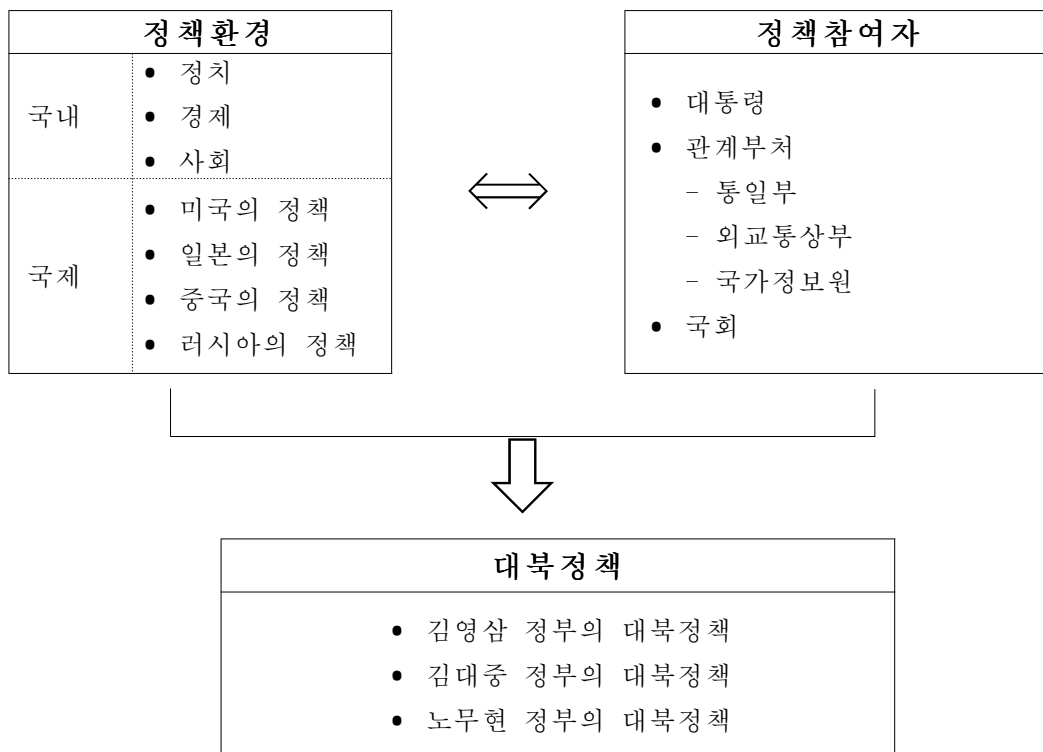 정책환경
국내
• 정치
• 경제
• 사회
국제
• 미국의 정책
• 일본의 정책
• 중국의 정책
• 러시아의 정책
정책참여자
• 대통령
• 관계부처
- 통일부
- 외교통상부
- 국가정보원
• 국회
대북정책
• 김영삼 정부의 대북정책
• 김대중 정부의 대북정책
• 노무현 정부의 대북정책